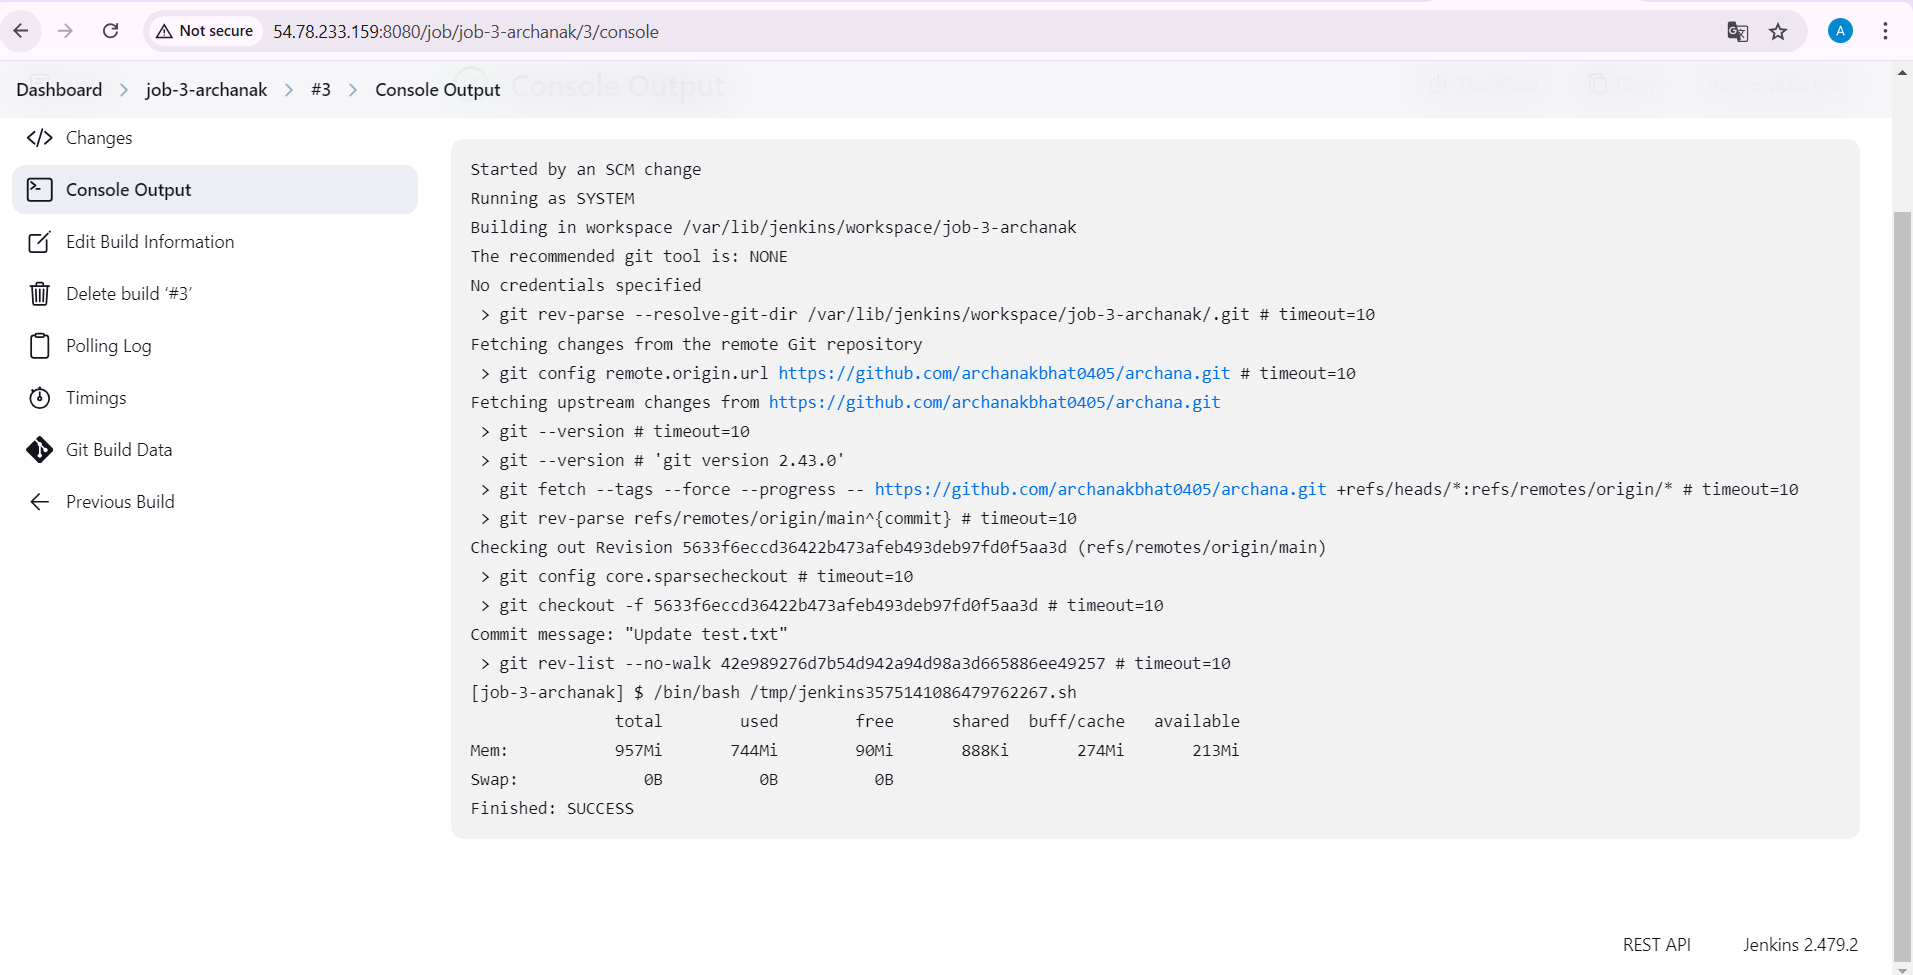 Not secure 54.78.233.159:8080/job/job-3-archanak/3/console A
Dashboard > job-3-archanak > #3 > Console Output
Console Output Download Copy View as plain text
Changes
Console Output
Edit Build Information
Delete build ‘#3’
Polling Log
Timings
Git Build Data
Previous Build
Started by an SCM change
Running as SYSTEM
Building in workspace /var/lib/jenkins/workspace/job-3-archanak
The recommended git tool is: NONE
No credentials specified
> git rev-parse --resolve-git-dir /var/lib/jenkins/workspace/job-3-archanak/.git # timeout=10
Fetching changes from the remote Git repository
> git config remote.origin.url https://github.com/archanakbhat0405/archana.git # timeout=10
Fetching upstream changes from https://github.com/archanakbhat0405/archana.git
> git --version # timeout=10
> git --version # 'git version 2.43.0'
> git fetch --tags --force --progress -- https://github.com/archanakbhat0405/archana.git +refs/heads/*:refs/remotes/origin/* # timeout=10
> git rev-parse refs/remotes/origin/main^{commit} # timeout=10
Checking out Revision 5633f6eccd36422b473afeb493deb97fd0f5aa3d (refs/remotes/origin/main)
> git config core.sparsecheckout # timeout=10
> git checkout -f 5633f6eccd36422b473afeb493deb97fd0f5aa3d # timeout=10
Commit message: "Update test.txt"
> git rev-list --no-walk 42e989276d7b54d942a94d98a3d665886ee49257 # timeout=10
[job-3-archanak] $ /bin/bash /tmp/jenkins3575141086479762267.sh
total used free shared buff/cache available
Mem: 957Mi 744Mi 90Mi 888Ki 274Mi 213Mi
Swap: 0B 0B 0B
Finished: SUCCESS
REST API Jenkins 2.479.2